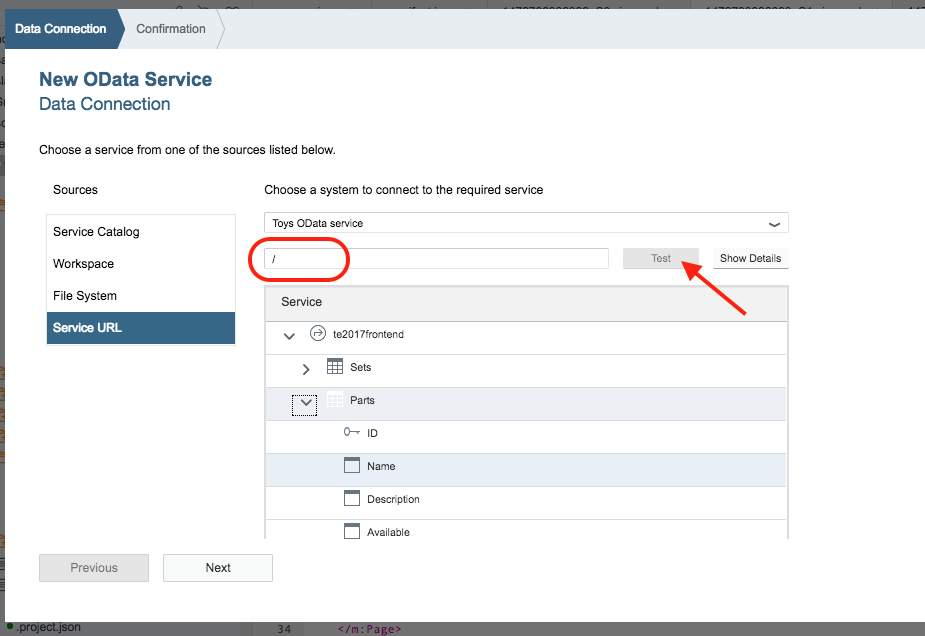 Data Connection
Confirmation
New OData Service
Data Connection
Choose a service from one of the sources listed below.
Sources
Choose a system to connect to the required service
Service Catalog
Workspace
File System
Service URL
Toys OData service
/
Test
Show Details
Service
te2017frontend
Sets
Parts
ID
Name
Description
Available
Previous
Next
.project.json
34
</m:Page>